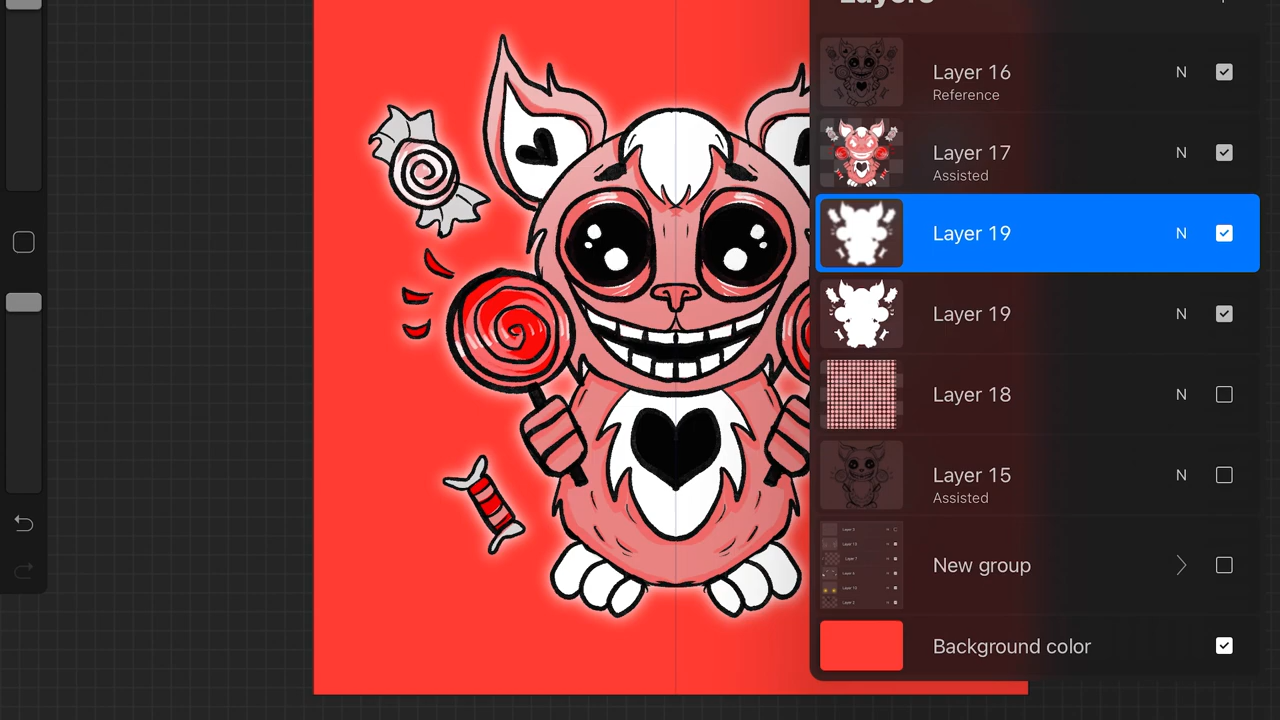 Layers
Layer 16
N
Reference
Layer 17
N
Assisted
Layer 19
N
Layer 19
N
Layer 18
N
Layer 15
N
Assisted
New group
Background color